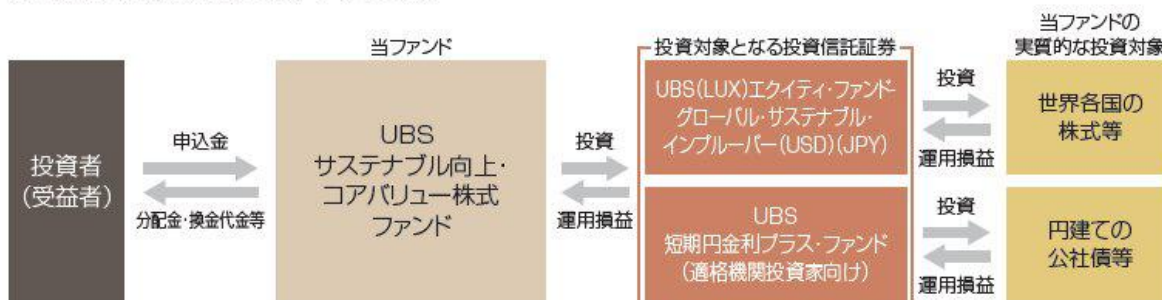 当ファンド
投資対象となる投資信託証券
当ファンドの
実質的な投資対象
投資者
(受益者)
申込金
分配金・換金代金等
UBS
サステナブル向上・
コアバリュー株式
ファンド
投資
運用損益
UBS(LUX)エクイティ・ファンド-
グローバル・サステナブル・
インプルーバー(USD)(JPY)
投資
運用損益
世界各国の
株式等
UBS
短期円金利プラス・ファンド
(適格機関投資家向け)
投資
運用損益
円建ての
公社債等